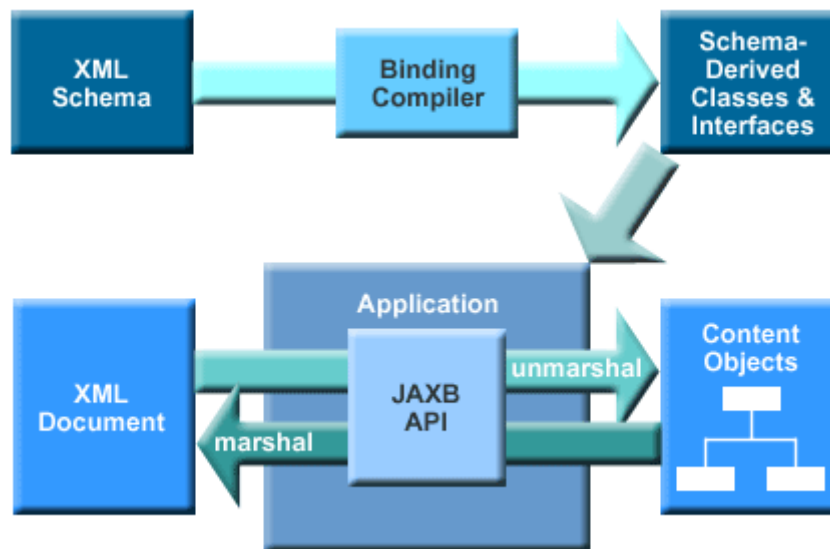 XML
Schema
Binding
Compiler
Schema-
Derived
Classes &
Interfaces
Application
XML
Document
JAXB
API
unmarshal
marshal
Content
Objects